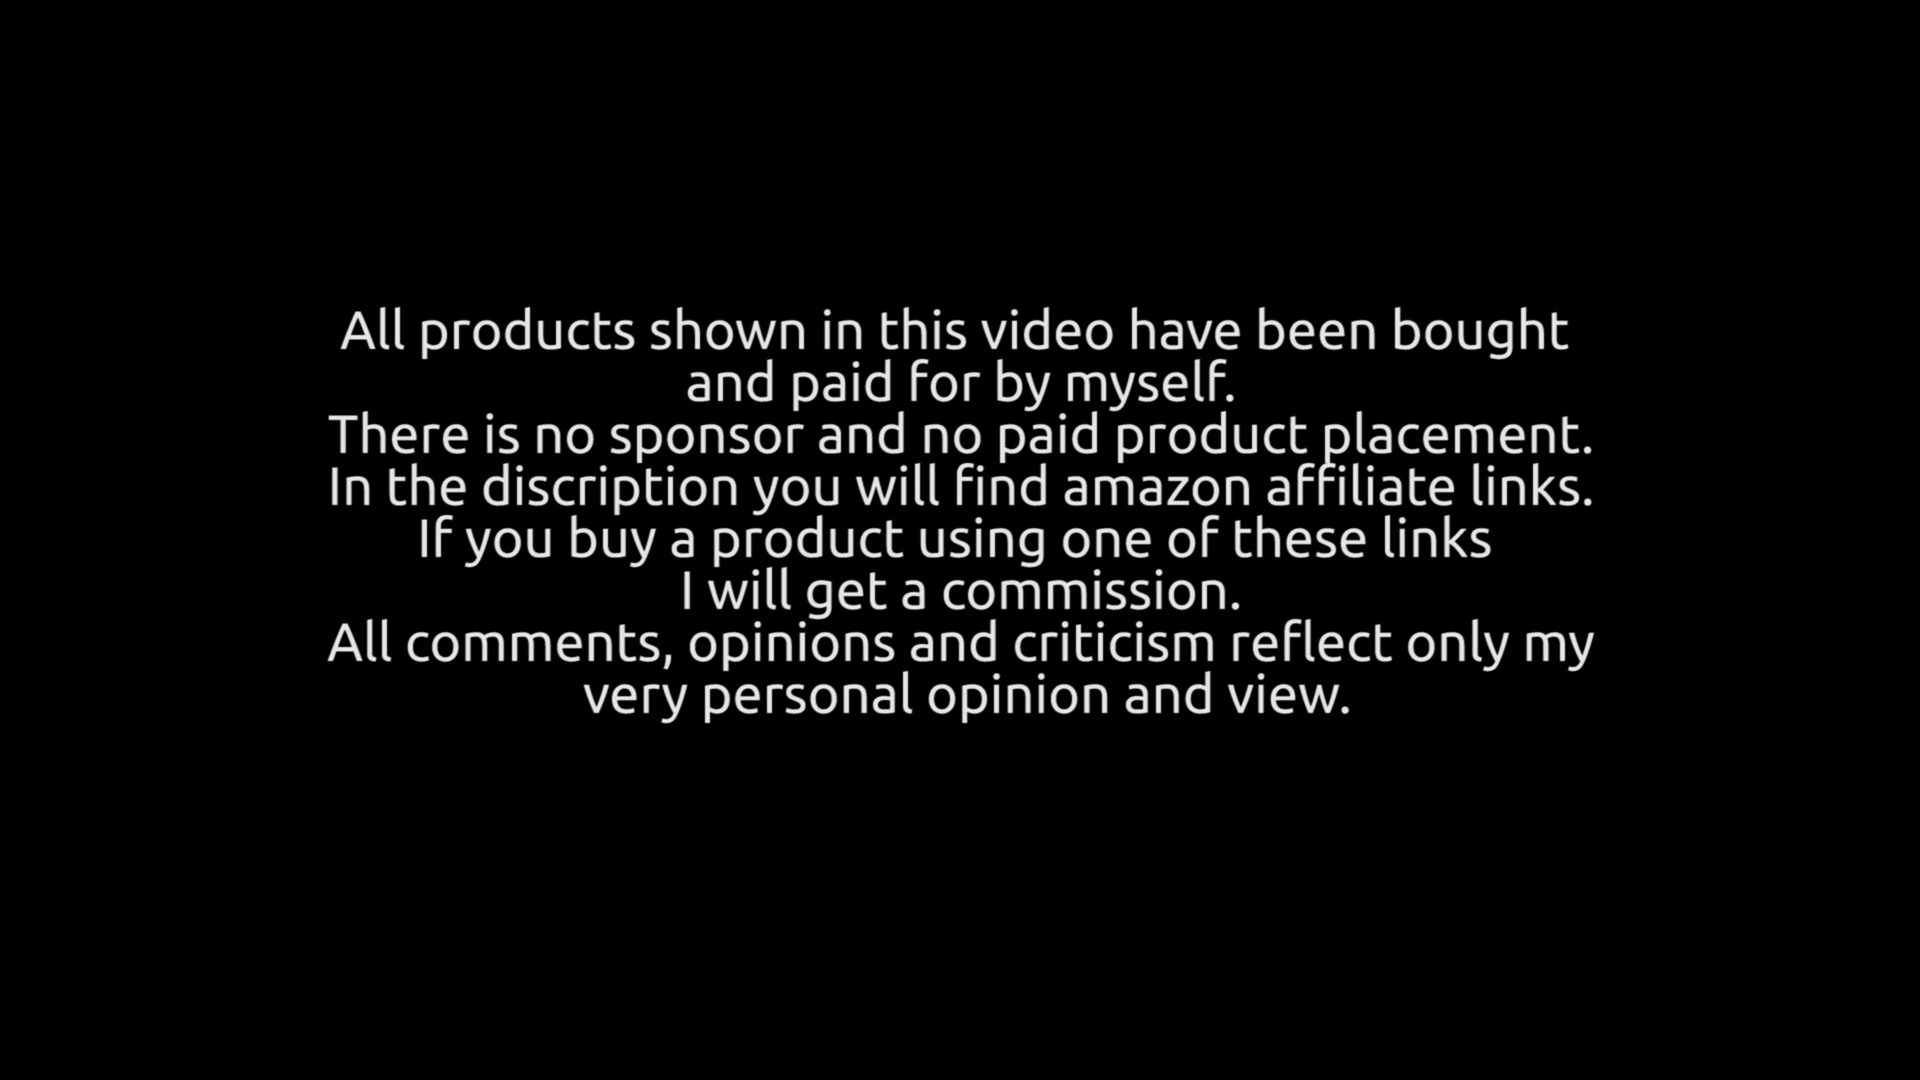 All products shown in this video have been bought
and paid for by myself.
There is no sponsor and no paid product placement.
In the discription you will find amazon affiliate links.
If you buy a product using one of these links
I will get a commission.
All comments, opinions and criticism reflect only my
very personal opinion and view.